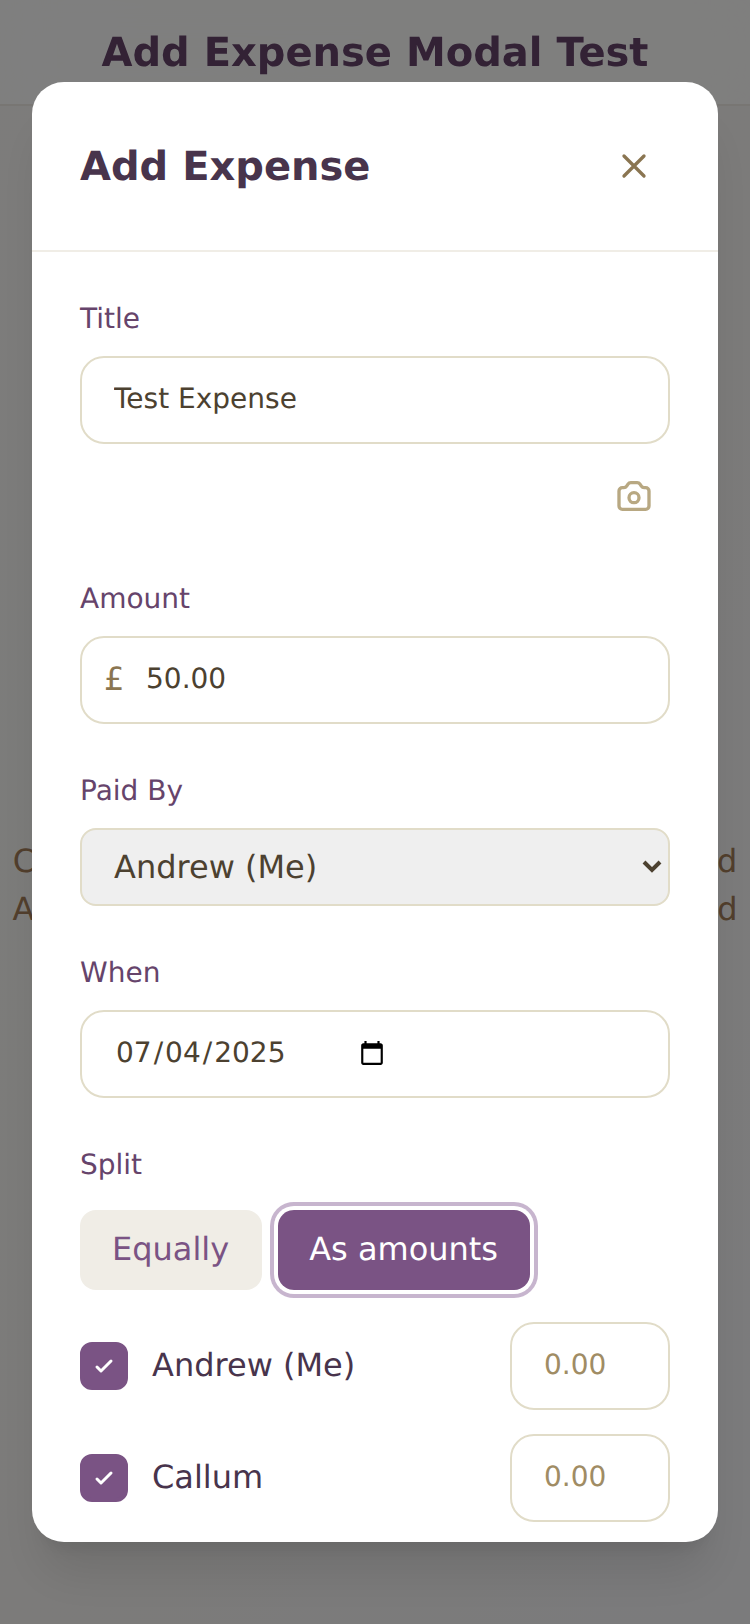 Add Expense Modal Test
Add Expense
Title
Test Expense
Amount
£ 50.00
Paid By
Andrew (Me)
When
07/04/2025
Split
Equally As amounts
Andrew (Me) 0.00
Callum 0.00